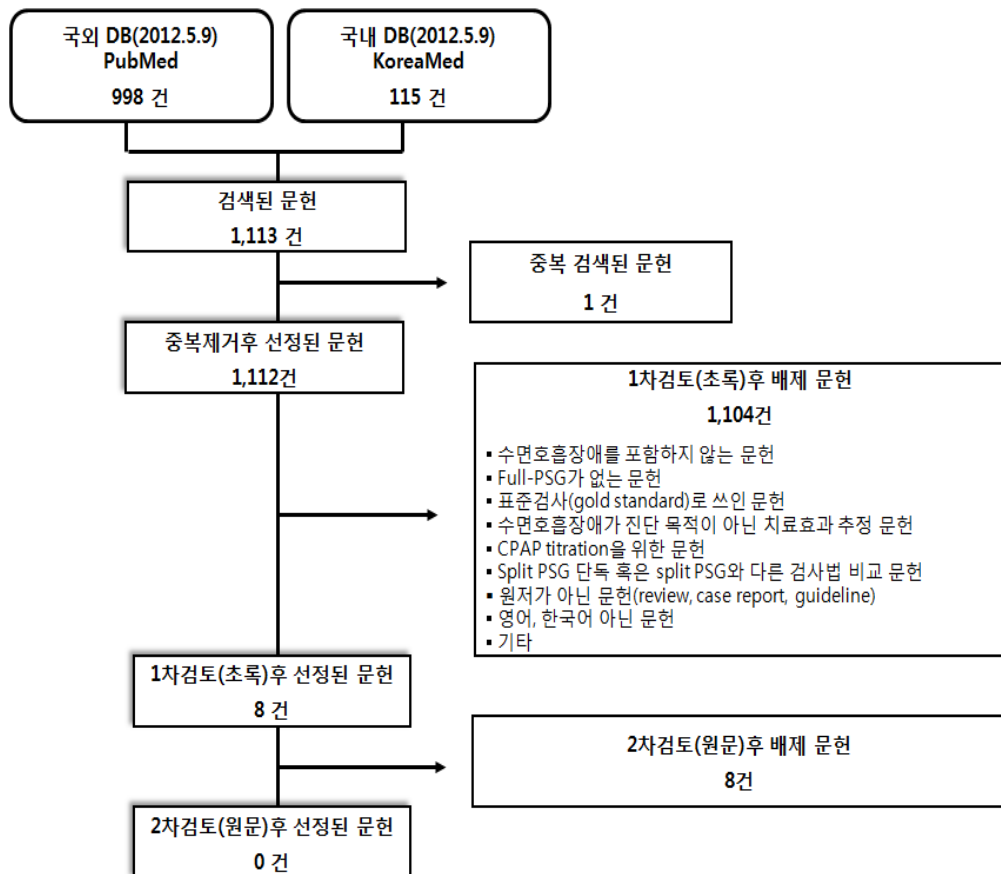 국외 DB(2012.5.9)
PubMed
998 건
국내 DB(2012.5.9)
KoreaMed
115 건
검색된 문헌
1,113 건
중복 검색된 문헌
1 건
중복제거후 선정된 문헌
1,112건
1차검토(초록)후 배제 문헌
1,104건
▪ 수면호흡장애를 포함하지 않는 문헌
▪ Full-PSG가 없는 문헌
▪ 표준검사(gold standard)로 쓰인 문헌
▪ 수면호흡장애가 진단 목적이 아닌 치료효과 추정 문헌
▪ CPAP titration을 위한 문헌
▪ Split PSG 단독 혹은 split PSG와 다른 검사법 비교 문헌
▪ 원저가 아닌 문헌(review, case report, guideline)
▪ 영어, 한국어 아닌 문헌
▪ 기타
1차검토(초록)후 선정된 문헌
8 건
2차검토(원문)후 배제 문헌
8건
2차검토(원문)후 선정된 문헌
0 건